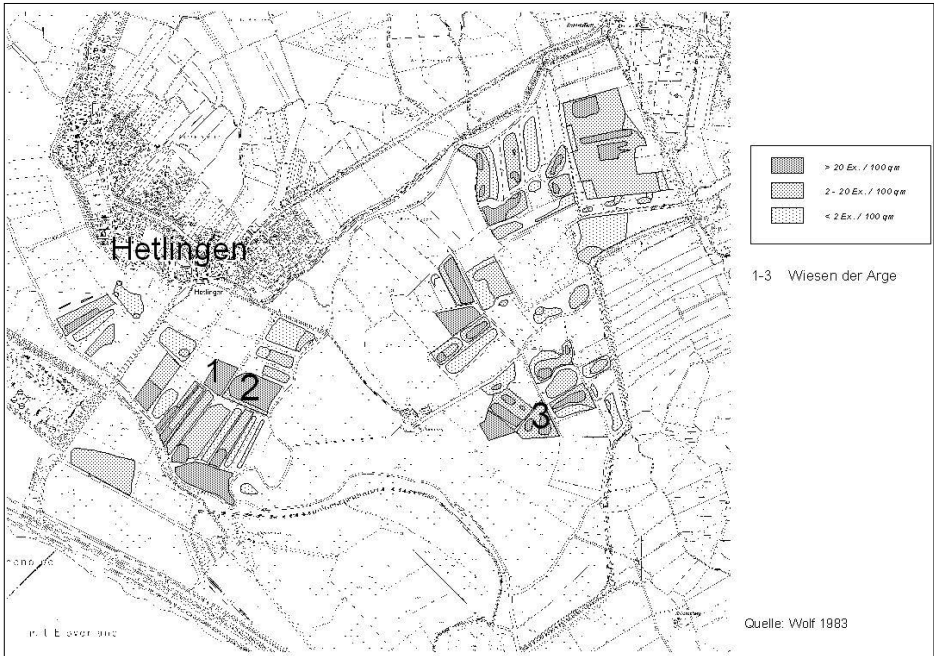 Hetlingen
Hetlingen
1
2
3
> 20 Ex. / 100 qm
2 - 20 Ex. / 100 qm
< 2 Ex. / 100 qm
1-3 Wiesen der Arge
Quelle: Wolf 1983